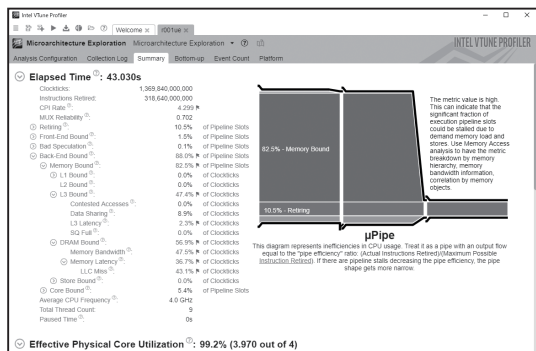 Intel VTune Profiler
Welcome × r001ue ×
Microarchitecture Exploration Microarchitecture Exploration INTEL VTUNE PROFILER
Analysis Configuration Collection Log Summary Bottom-up Event Count Platform
Elapsed Time: 43.030s
Clockticks: 1,369,840,000,000
Instructions Retired: 318,640,000,000
CPI Rate: 4.299
MUX Reliability: 0.702
Retiring: 10.5% of Pipeline Slots
Front-End Bound: 1.5% of Pipeline Slots
Bad Speculation: 0.1% of Pipeline Slots
Back-End Bound: 88.0% of Pipeline Slots
Memory Bound: 82.5% of Pipeline Slots
L1 Bound: 0.0% of Clockticks
L2 Bound: 0.0% of Clockticks
L3 Bound: 47.4% of Clockticks
Contested Accesses: 0.0% of Clockticks
Data Sharing: 8.9% of Clockticks
L3 Latency: 2.3% of Clockticks
SQ Full: 0.0% of Clockticks
DRAM Bound: 56.9% of Clockticks
Memory Bandwidth: 47.5% of Clockticks
Memory Latency: 36.7% of Clockticks
LLC Miss: 43.1% of Clockticks
Store Bound: 0.0% of Clockticks
Core Bound: 5.4% of Pipeline Slots
Average CPU Frequency: 4.0 GHz
Total Thread Count: 9
Paused Time: 0s
82.5% - Memory Bound
10.5% - Retiring
The metric value is high.
This can indicate that the
significant fraction of
execution pipeline slots
could be stalled due to
demand memory load and
stores. Use Memory Access
analysis to have the metric
breakdown by memory
hierarchy, memory
bandwidth information,
correlation by memory
objects.
µPipe
This diagram represents inefficiencies in CPU usage. Treat it as a pipe with an output flow
equal to the "pipe efficiency" ratio: (Actual Instructions Retired)/(Maximum Possible
Instruction Retired). If there are pipeline stalls decreasing the pipe efficiency, the pipe
shape gets more narrow.
Effective Physical Core Utilization: 99.2% (3.970 out of 4)